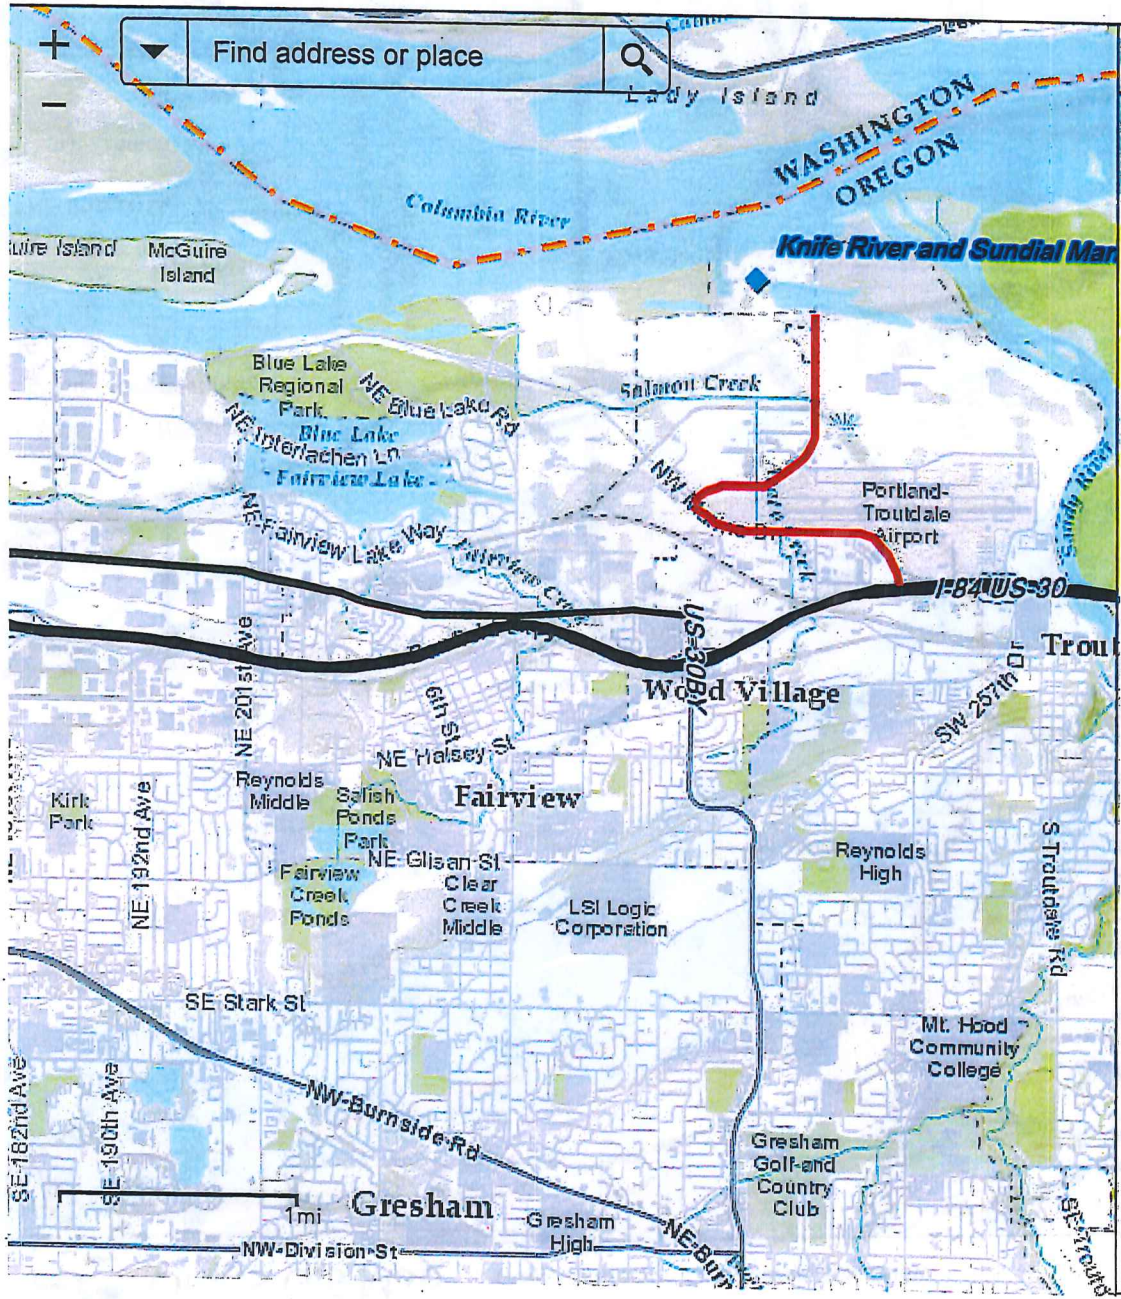 +
Find address or place
−
Lady Island
WASHINGTON
OREGON
Columbia River
McGuire
Island
Island
Knife River and Sundial Mar
Blue Lake
Regional
Park
NE Blue Lake Rd
Salmon Creek
NE Interlachen Ln
Blue Lake
Fairview Lake
NE Fairview Lake Way
Portland-
Troutdale
Airport
Sandy River
I-84 US-30
US-30BY
NE 201st Ave
Trout
Wood Village
SW 257th Dr
6th St
NE Halsey St
Reynolds
Middle
Salish
Ponds
Park
Fairview
Kirk
Park
NE 192nd Ave
NE Glisan St
Fairview
Creek
Ponds
Clear
Creek
Middle
LSI Logic
Corporation
Reynolds
High
S Troutdale Rd
SE Stark St
Mt. Hood
Community
College
SE 182nd Ave
SE 190th Ave
NW Burnside Rd
Gresham
Golf and
Country
Club
1mi
Gresham
Gresham
High
NW Division St
NE Burn
SE Troutd